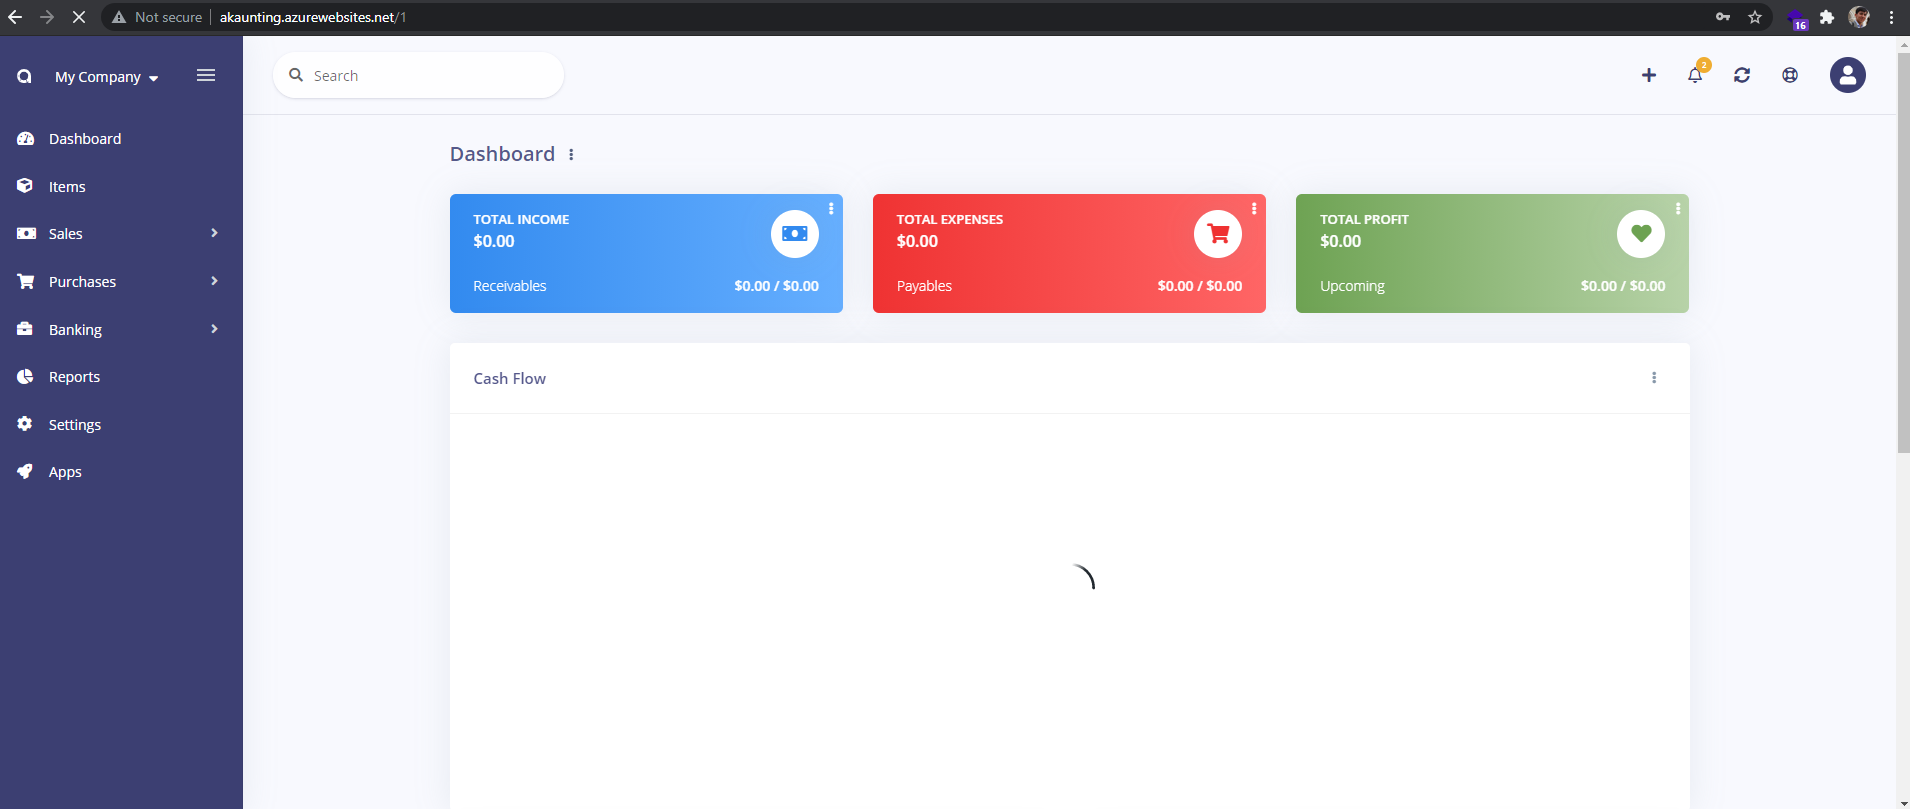 Not secure akaunting.azurewebsites.net/1
16
My Company
Search
2
Dashboard
Items
Sales
Purchases
Banking
Reports
Settings
Apps
Dashboard
TOTAL INCOME
$0.00
Receivables $0.00 / $0.00
TOTAL EXPENSES
$0.00
Payables $0.00 / $0.00
TOTAL PROFIT
$0.00
Upcoming $0.00 / $0.00
Cash Flow